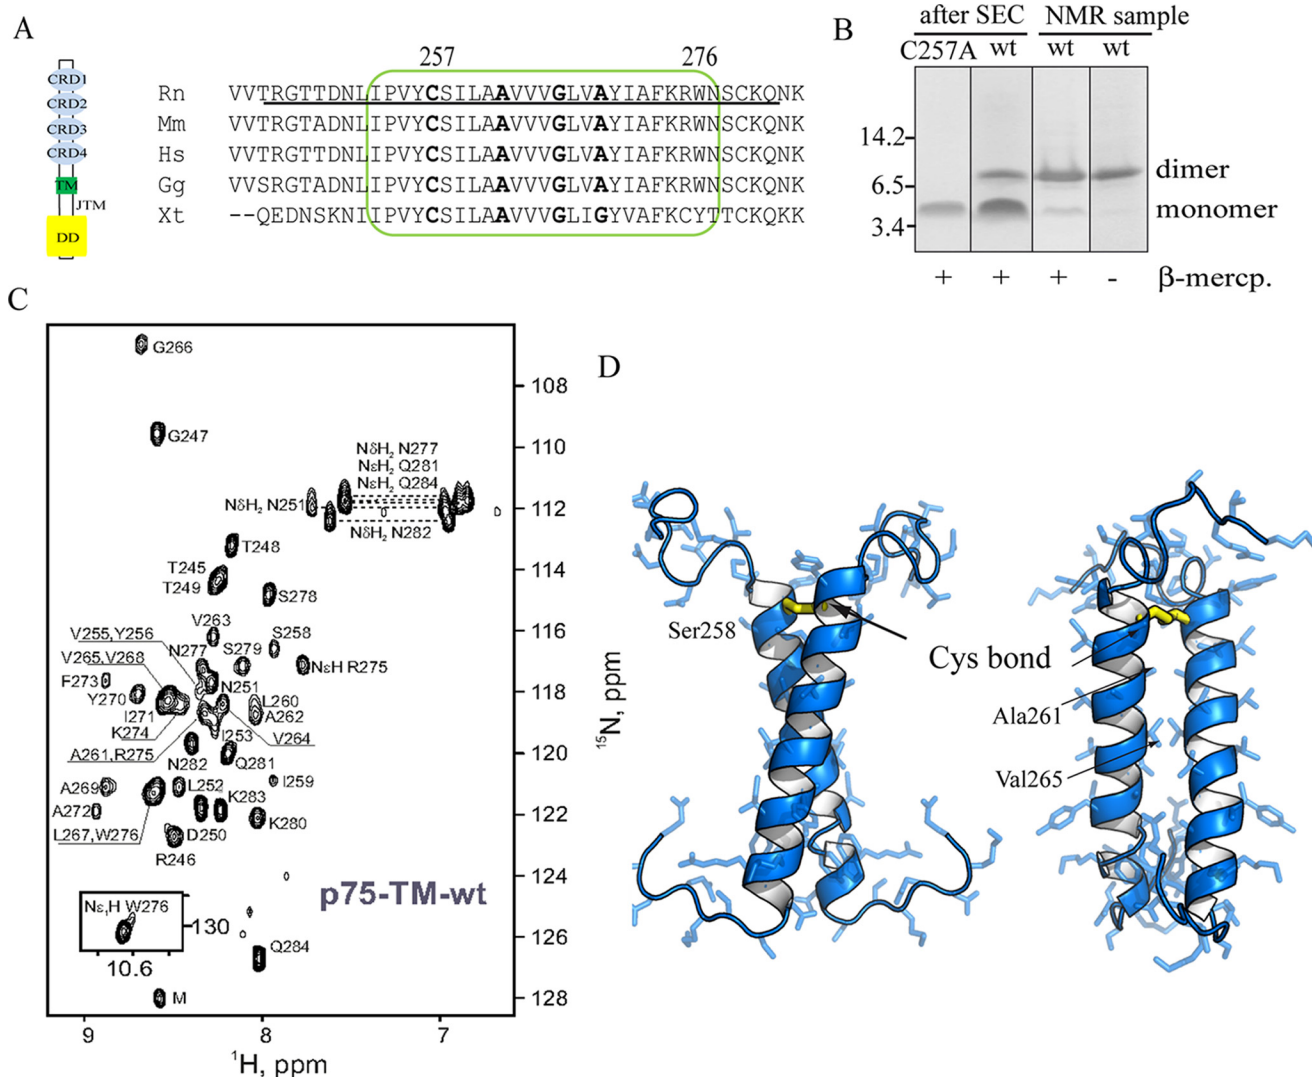 A
CRD1
CRD2
CRD3
CRD4
TM
JTM
DD
257 276
Rn VVTRGTTDNLIPVYCSILAAVVVGLVAYIAFKRWNSCKQNK
Mm VVTRGTADNLIPVYCSILAAVVVGLVAYIAFKRWNSCKQNK
Hs VVTRGTADNLIPVYCSILAAVVVGLVAYIAFKRWNSCKQNK
Gg VVSRGTADNLIPVYCSILAAVVVGLVAYIAFKRWNSCKQNK
Xt --QEDNSKNIIPVYCSILAAVVVGLIGYVAFKCYTTCKQKK
B
after SEC NMR sample
C257A wt wt wt
14.2
6.5
3.4
dimer
monomer
+ + + - β-mercp.
C
G266
G247
NδH₂ N277
NεH₂ Q281
NεH₂ Q284
NδH₂ N251
NδH₂ N282
T248
T245
T249
S278
V263
S258
V255,Y256
V265,V268
N277
S279
NεH R275
F273
N251
Y270
L260
A262
I271
K274
I253
V264
A261,R275
N282
Q281
A269
L252
I259
A272
K283
K280
L267,W276
D250
R246
p75-TM-wt
Nε,H W276
130
10.6
Q284
M
108
110
112
114
116
118
120
122
124
126
128
¹⁵N, ppm
9 8 7
¹H, ppm
D
Ser258
Cys bond
Ala261
Val265